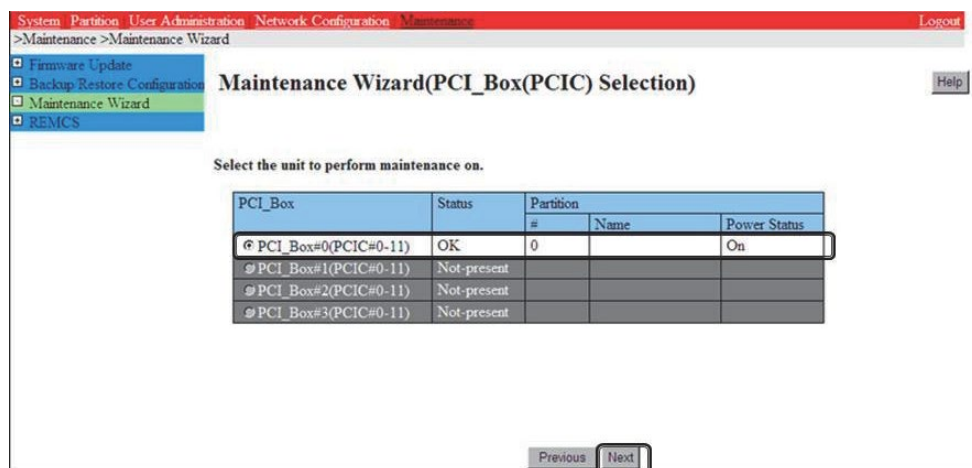 System Partition User Administration Network Configuration Maintenance Logout
>Maintenance >Maintenance Wizard
Firmware Update
Backup Restore Configuration
Maintenance Wizard
REMCS
Maintenance Wizard(PCI_Box(PCIC) Selection)
Help
Select the unit to perform maintenance on.
PCI_Box Status Partition
# Name Power Status
PCI_Box#0(PCIC#0-11) OK 0 On
PCI_Box#1(PCIC#0-11) Not-present
PCI_Box#2(PCIC#0-11) Not-present
PCI_Box#3(PCIC#0-11) Not-present
Previous Next